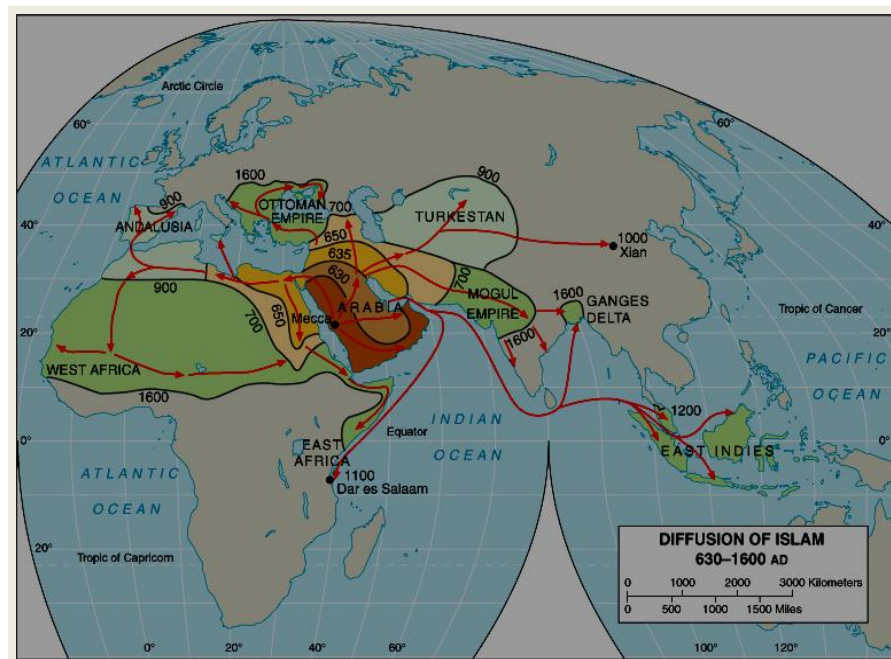 Arctic Circle
60°
60°
ATLANTIC
OCEAN
1600
900
900
OTTOMAN
EMPIRE
700
TURKESTAN
40°
ANDALUSIA
40°
650
1000
Xian
635
630
900
700
MOGUL
EMPIRE
1600
GANGES
DELTA
ARABIA
Mecca
650
700
Tropic of Cancer
20°
20°
1600
PACIFIC
OCEAN
WEST AFRICA
1600
INDIAN
OCEAN
1200
0°
EAST
AFRICA
Equator
EAST INDIES
0°
ATLANTIC
OCEAN
1100
Dar es Salaam
20°
Tropic of Capricorn
DIFFUSION OF ISLAM
630–1600 AD
0 1000 2000 3000 Kilometers
0 500 1000 1500 Miles
0° 20° 40° 60° 100° 120°